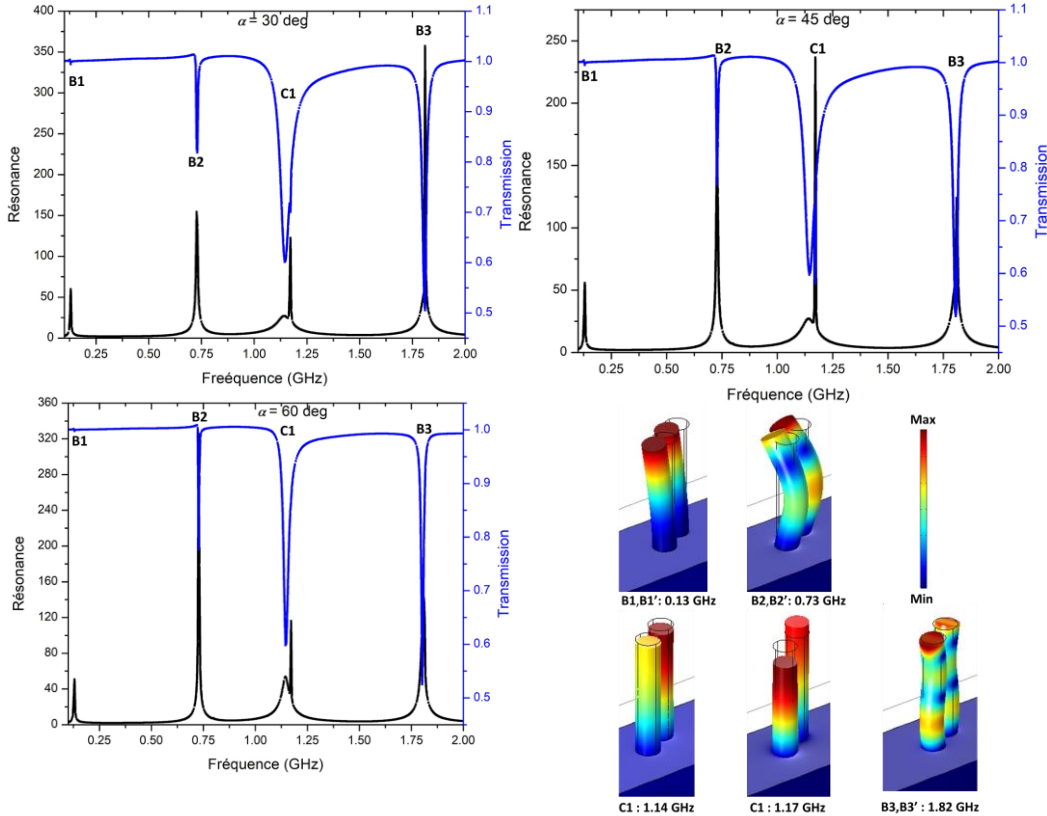 α = 30 deg
B1
B2
C1
B3
400
350
300
250
200
150
100
50
0
Résonance
1.1
1.0
0.9
0.8
0.7
0.6
0.5
Transmission
0.25 0.50 0.75 1.00 1.25 1.50 1.75 2.00
Freéquence (GHz)
α = 45 deg
B1
B2
C1
B3
250
200
150
100
50
0
Résonance
1.1
1.0
0.9
0.8
0.7
0.6
0.5
Transmission
0.25 0.50 0.75 1.00 1.25 1.50 1.75 2.00
Fréquence (GHz)
α = 60 deg
B1
B2
C1
B3
360
320
280
240
200
160
120
80
40
0
Resonance
1.0
0.9
0.8
0.7
0.6
0.5
Transmission
0.25 0.50 0.75 1.00 1.25 1.50 1.75 2.00
Fréquence (GHz)
Max
Min
B1,B1’: 0.13 GHz
B2,B2’: 0.73 GHz
C1 : 1.14 GHz
C1 : 1.17 GHz
B3,B3’ : 1.82 GHz